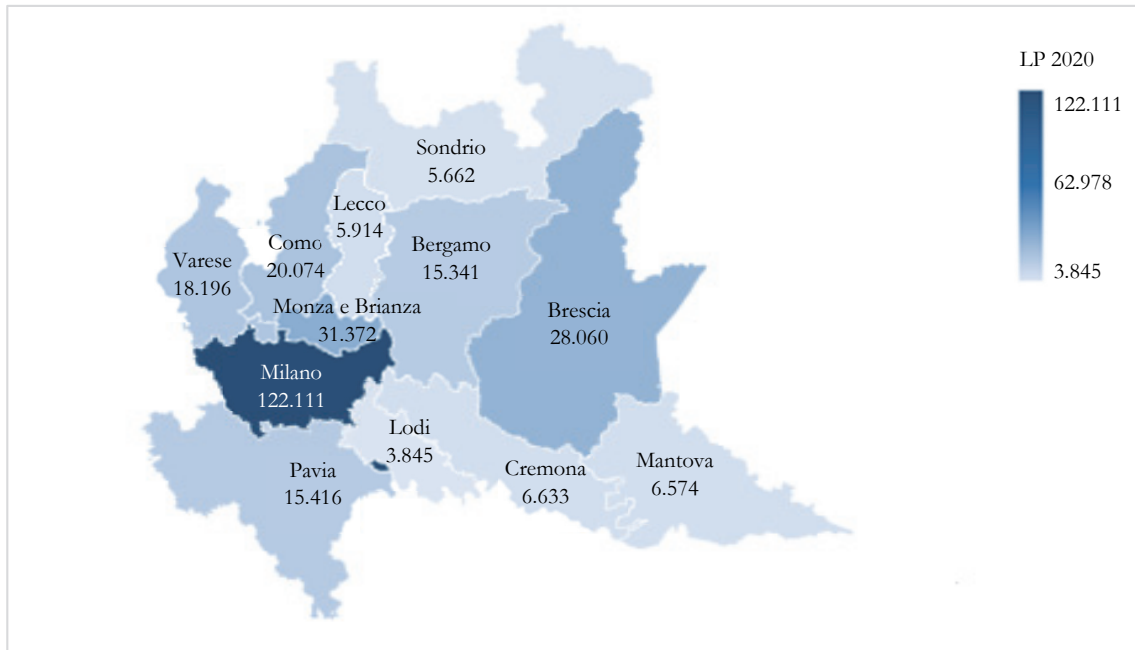 LP 2020
122.111
62.978
3.845
Sondrio
5.662
Lecco
5.914
Como
20.074
Bergamo
15.341
Varese
18.196
Monza e Brianza
31.372
Brescia
28.060
Milano
122.111
Lodi
3.845
Pavia
15.416
Cremona
6.633
Mantova
6.574